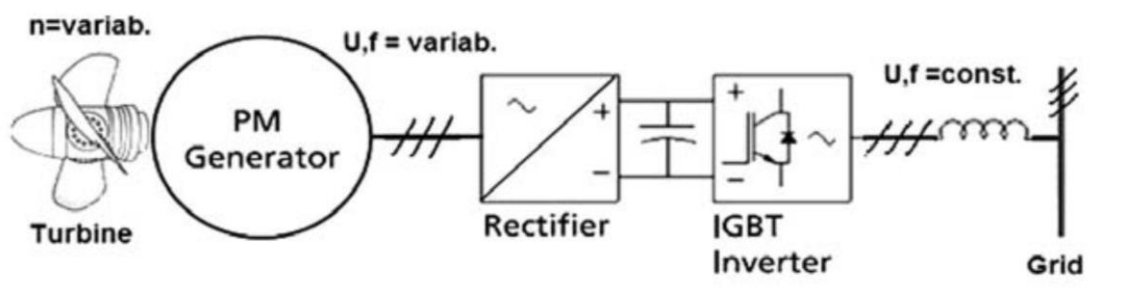 n=variab.
U,f = variab.
U,f =const.
PM
Generator
~
+
−
+
−
~
Turbine
Rectifier
IGBT
Inverter
Grid